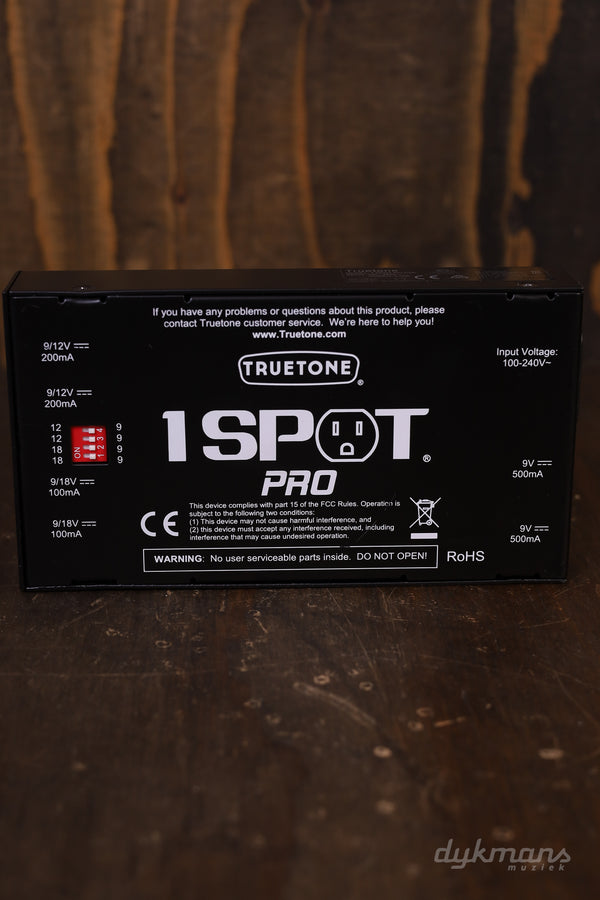 Truetone
If you have any problems or questions about this product, please
contact Truetone customer service. We're here to help you!
www.Truetone.com
TRUETONE®
1 SPOT®
PRO
9/12V
200mA
9/12V
200mA
12 4 9
12 3 9
18 2 9
18 1 9
ON
9/18V
100mA
9/18V
100mA
Input Voltage:
100-240V~
9V
500mA
9V
500mA
CE
This device complies with part 15 of the FCC Rules. Operation is
subject to the following two conditions:
(1) This device may not cause harmful interference, and
(2) this device must accept any interference received, including
interference that may cause undesired operation.
WARNING: No user serviceable parts inside. DO NOT OPEN!
RoHS
dykmans
muziek